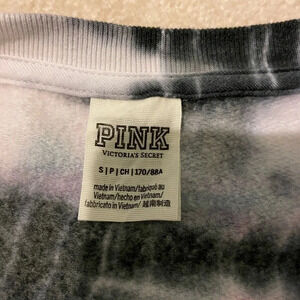 PINK
VICTORIA'S SECRET
S | P | CH | 170/88A
made in Vietnam/fabriqué au
Vietnam/hecho en Vietnam/
fabbricato in Vietnam/ 越南制造